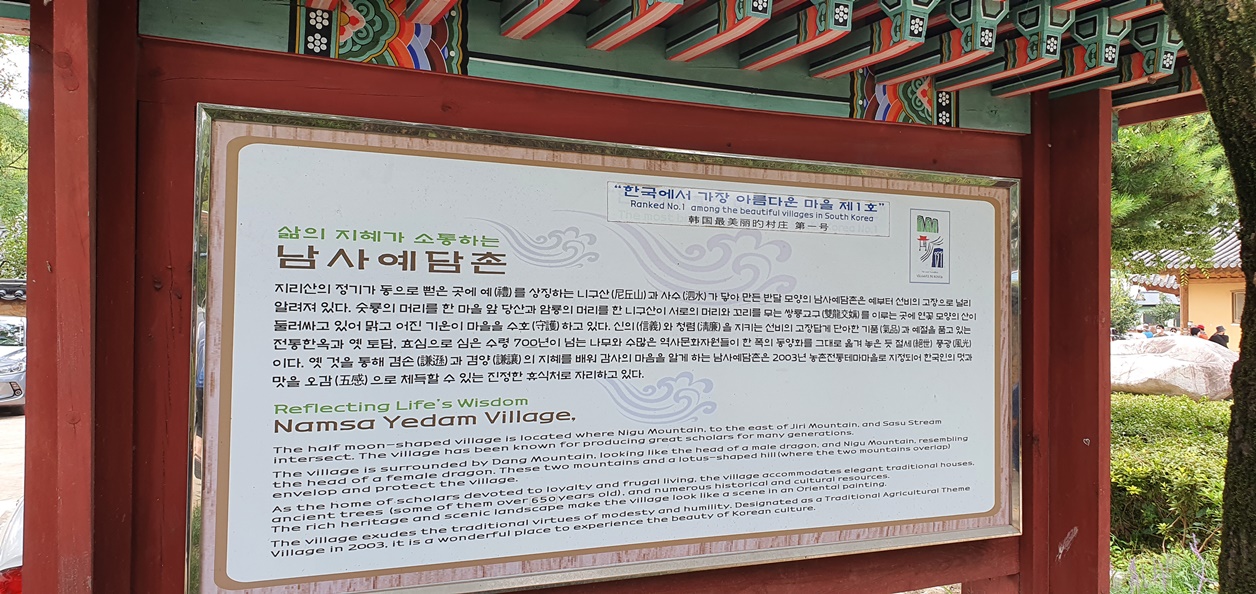 “한국에서 가장 아름다운 마을 제1호”
Ranked No.1 among the beautiful villages in South Korea
韩国最美丽的村庄 第一号
삶의 지혜가 소통하는
남사예담촌
지리산의 정기가 동으로 뻗은 곳에 예(禮)를 상징하는 니구산(尼丘山)과 사수(泗水)가 닿아 만든 반달 모양의 남사예담촌은 예부터 선비의 고장으로 널리
알려져 있다. 숫룡의 머리를 한 마을 앞 당산과 암룡의 머리를 한 니구산이 서로의 머리와 꼬리를 무는 쌍룡교구(雙龍交媾)를 이루는 곳에 연꽃 모양의 산이
둘러싸고 있어 맑고 어진 기운이 마을을 수호(守護)하고 있다. 신의(信義)와 청렴(淸廉)을 지키는 선비의 고장답게 단아한 기품(氣品)과 예절을 품고 있는
전통한옥과 옛 토담, 효심으로 심은 수령 700년이 넘는 나무와 수많은 역사문화자원들이 한 폭의 동양화를 그대로 옮겨 놓은 듯 절세(絕世) 풍광(風光)
이다. 옛 것을 통해 겸손(謙遜)과 겸양(謙讓)의 지혜를 배워 감사의 마음을 알게 하는 남사예담촌은 2003년 농촌전통테마마을로 지정되어 한국인의 멋과
맛을 오감(五感)으로 체득할 수 있는 진정한 휴식처로 자리하고 있다.
Reflecting Life's Wisdom
Namsa Yedam Village.
The half moon-shaped village is located where Nigu Mountain, to the east of Jiri Mountain, and Sasu Stream
intersect. The village has been known for producing great scholars for many generations.
The village is surrounded by Dang Mountain, looking like the head of a male dragon, and Nigu Mountain, resembling
the head of a female dragon. These two mountains and a lotus-shaped hill(where the two mountains overlap)
envelop and protect the village.
As the home of scholars devoted to loyalty and frugal living, the village accommodates elegant traditional houses,
ancient trees (some of them over 650 years old), and numerous historical and cultural resources.
The rich heritage and scenic landscape make the village look like a scene in an Oriental painting.
The village exudes the traditional virtues of modesty and humility. Designated as a Traditional Agricultural Theme
Village in 2003, it is a wonderful place to experience the beauty of Korean culture.